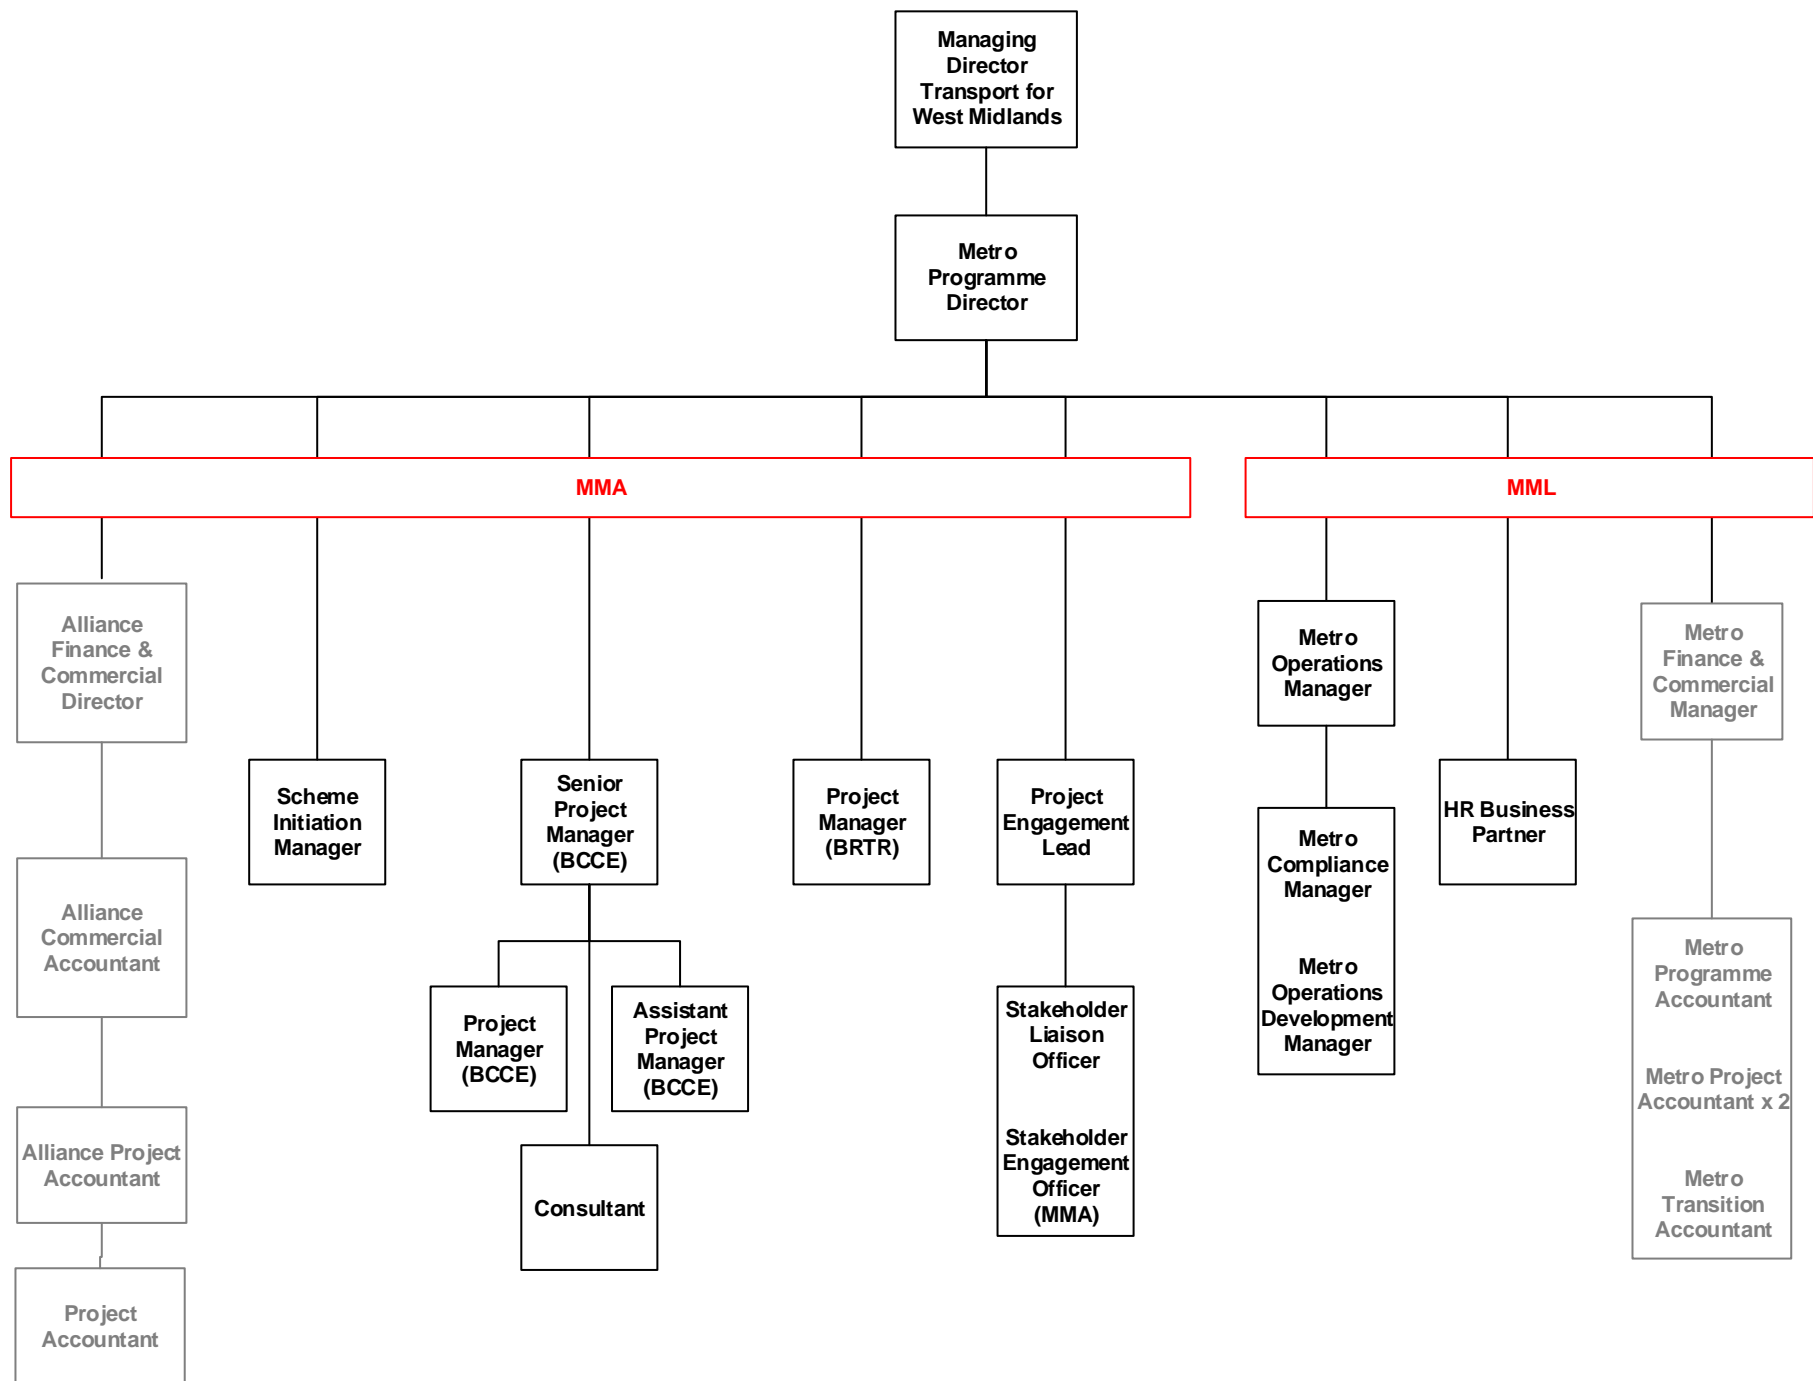 Managing
Director
Transport for
West Midlands
Metro
Programme
Director
MMA
MML
Alliance
Finance &
Commercial
Director
Metro
Operations
Manager
Metro
Finance &
Commercial
Manager
Scheme
Initiation
Manager
Senior
Project
Manager
(BCCE)
Project
Manager
(BRTR)
Project
Engagement
Lead
Metro
Compliance
Manager
Metro
Operations
Development
Manager
HR Business
Partner
Alliance
Commercial
Accountant
Project
Manager
(BCCE)
Assistant
Project
Manager
(BCCE)
Stakeholder
Liaison
Officer
Stakeholder
Engagement
Officer
(MMA)
Metro
Programme
Accountant
Metro Project
Accountant x 2
Metro
Transition
Accountant
Alliance Project
Accountant
Consultant
Project
Accountant